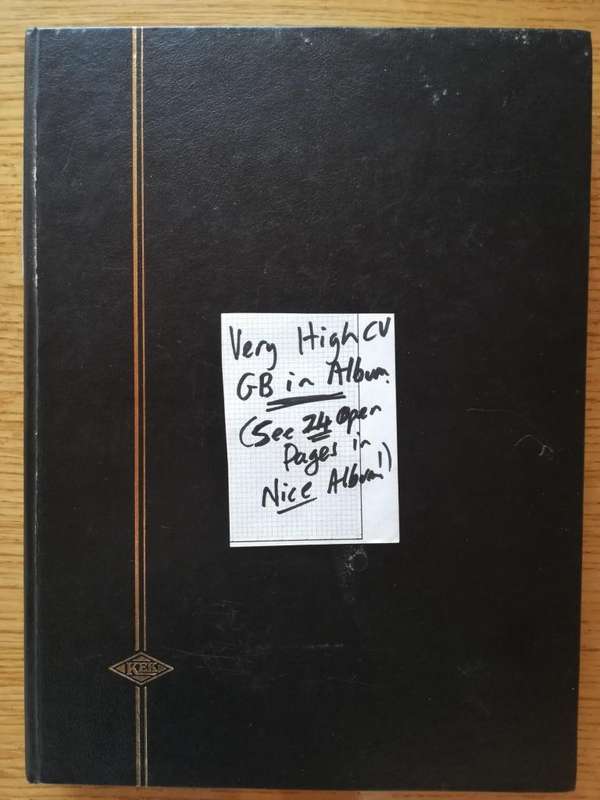 Very High CV
GB in Album.
(See 24 Open
Pages in
Nice Album!)
KEK